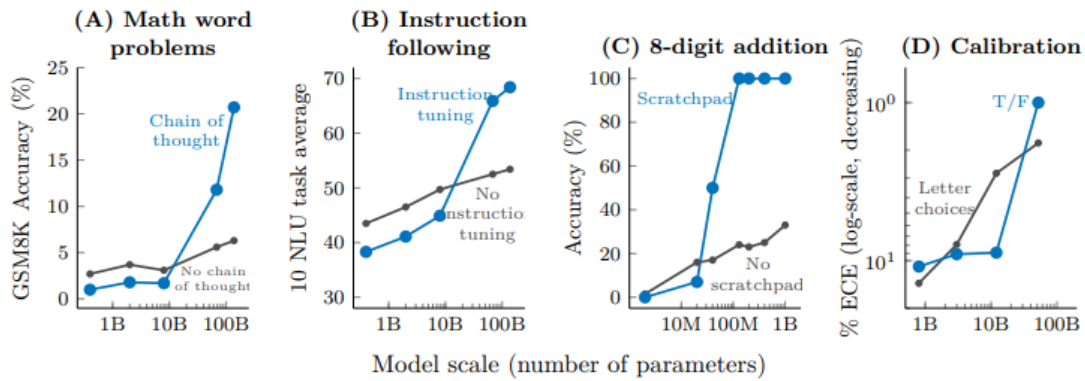 (A) Math word
problems
GSM8K Accuracy (%)
25
20
15
10
5
0
Chain of
thought
No chain
of thought
1B 10B 100B
(B) Instruction
following
10 NLU task average
70
60
50
40
30
Instruction
tuning
No
nstructio
tuning
1B 10B 100B
(C) 8-digit addition
Accuracy (%)
100
80
60
40
20
0
Scratchpad
No
scratchpad
10M 100M 1B
(D) Calibration
% ECE (log-scale, decreasing)
10⁰
10¹
T/F
Letter
choices
1B 10B 100B
Model scale (number of parameters)